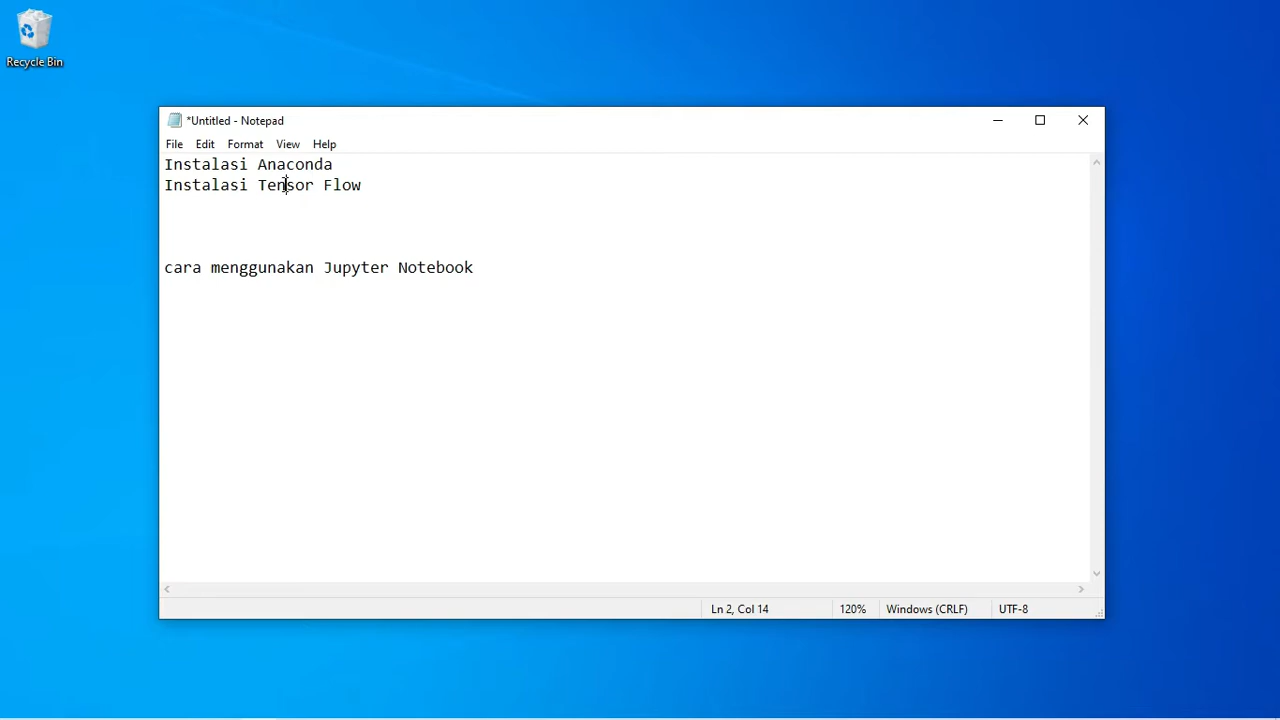 Recycle Bin
*Untitled - Notepad
File Edit Format View Help
Instalasi Anaconda
Instalasi Tensor Flow
cara menggunakan Jupyter Notebook
Ln 2, Col 14 120% Windows (CRLF) UTF-8